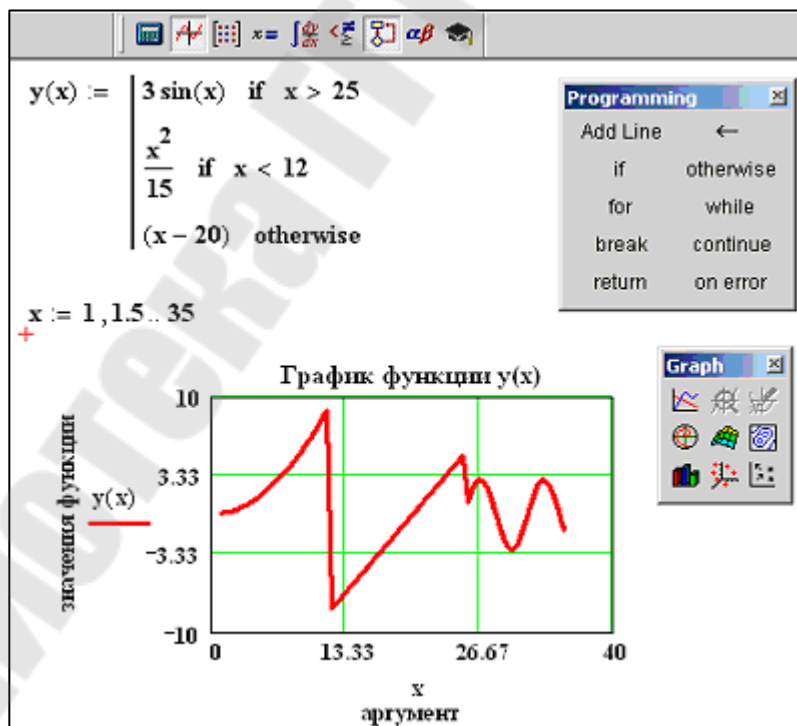 x=
αβ
y(x) := 3 sin(x) if x > 25
x^2/15 if x < 12
(x − 20) otherwise
Programming
Add Line ←
if otherwise
for while
break continue
return on error
x := 1 , 1.5 .. 35
Graph
График функции y(x)
значения функции
y(x)
10
3.33
−3.33
−10
0 13.33 26.67 40
x
аргумент